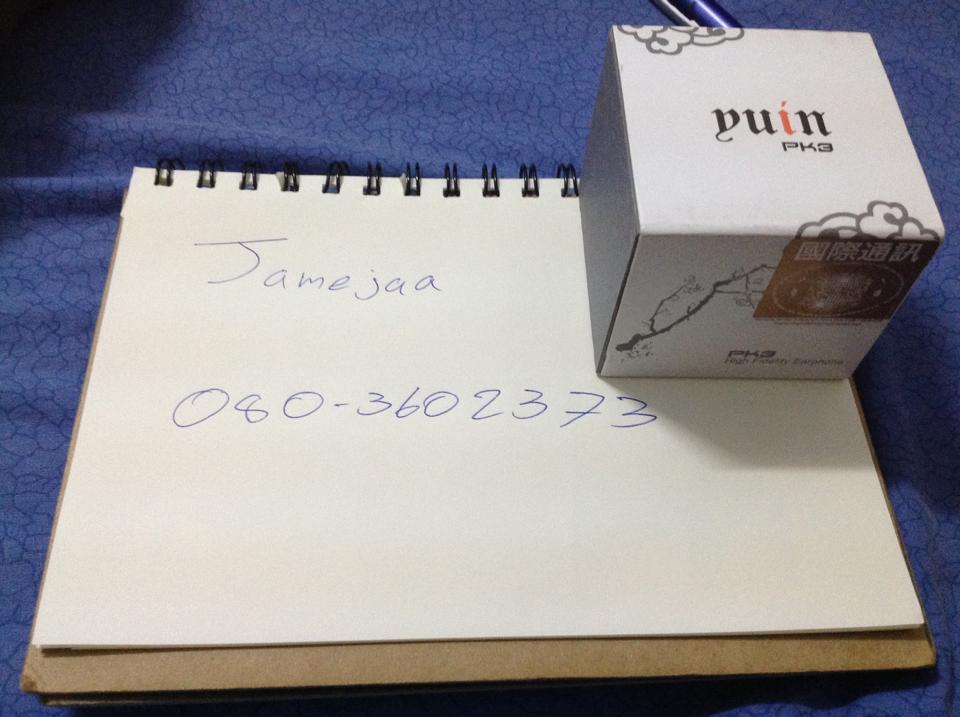 yuin
PK3
國際通訊
Jamejaa
PK3
High Fidelity Earphone
080-3602373